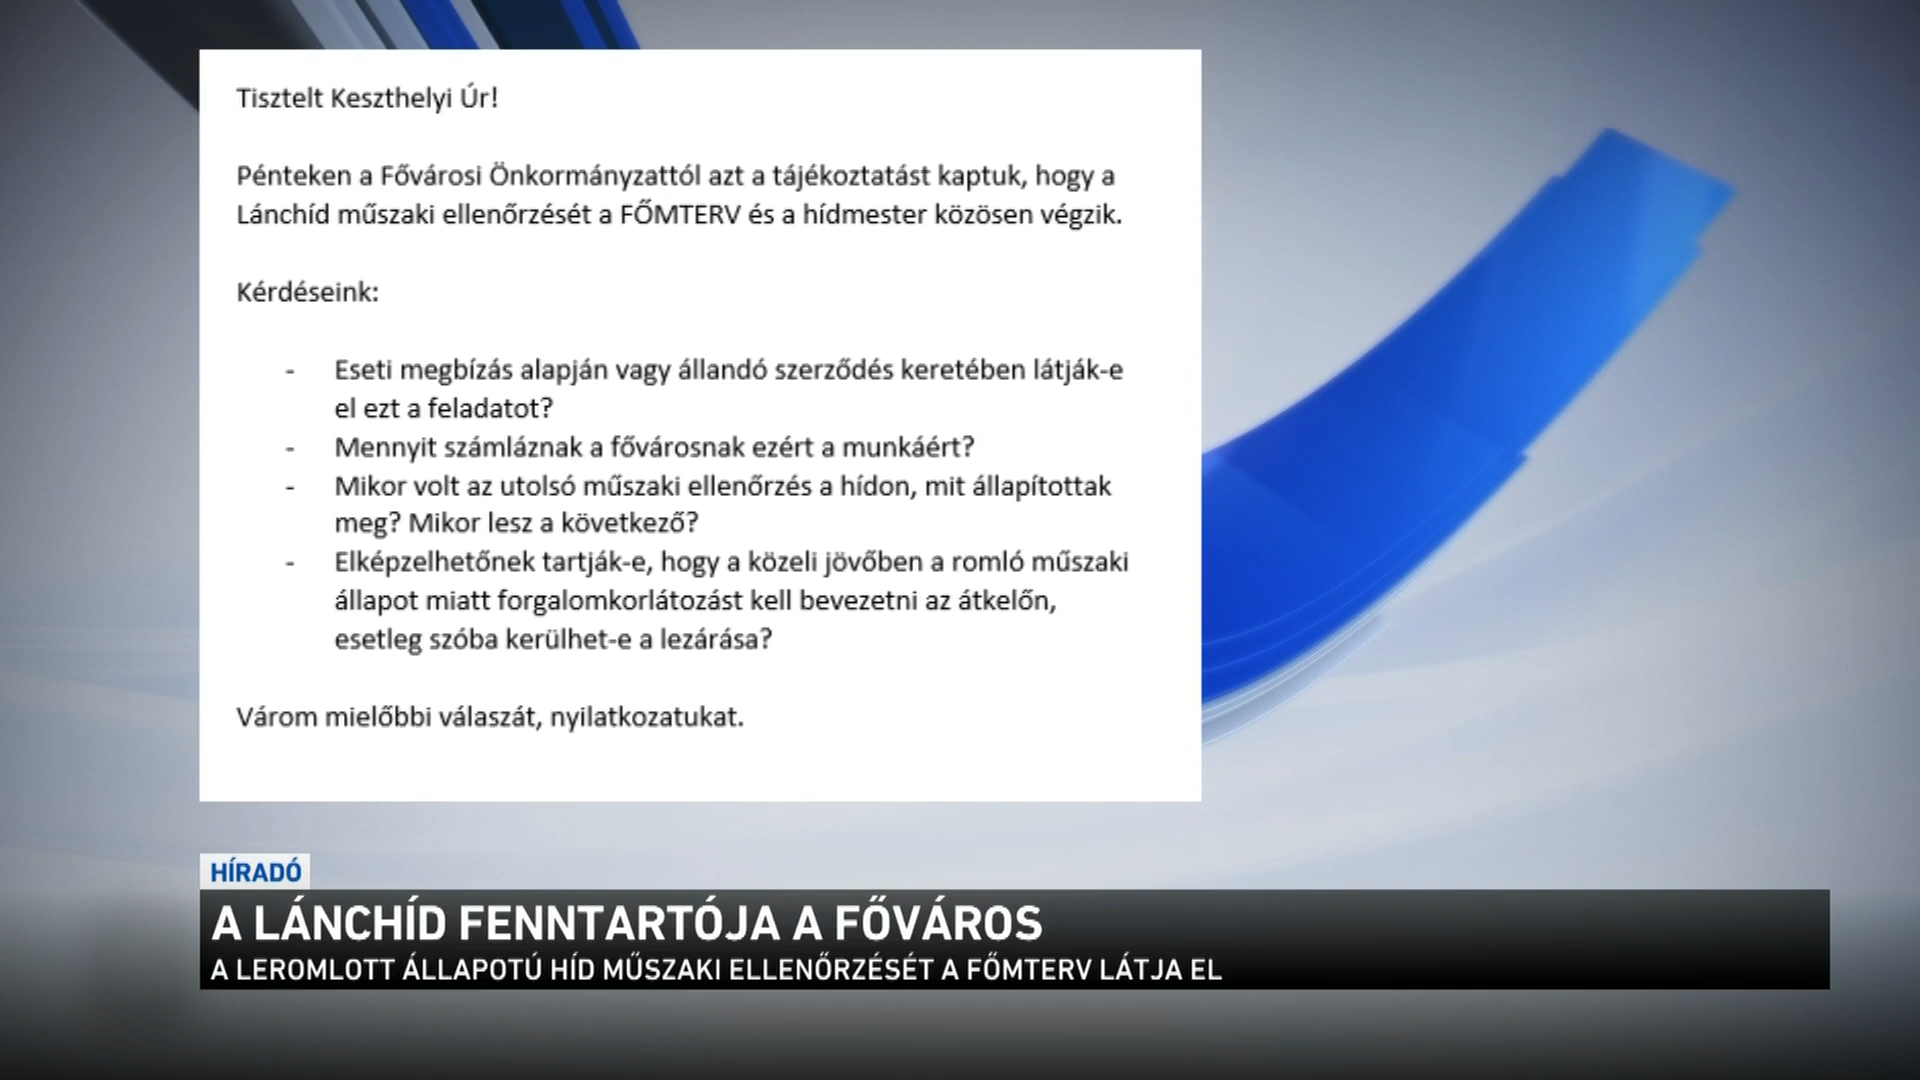 Tisztelt Keszthelyi Úr!
Pénteken a Fővárosi Önkormányzattól azt a tájékoztatást kaptuk, hogy a
Lánchíd műszaki ellenőrzését a FŐMTERV és a hídmester közösen végzik.
Kérdéseink:
- Eseti megbízás alapján vagy állandó szerződés keretében látják-e
el ezt a feladatot?
- Mennyit számláznak a fővárosnak ezért a munkáért?
- Mikor volt az utolsó műszaki ellenőrzés a hídon, mit állapítottak
meg? Mikor lesz a következő?
- Elképzelhetőnek tartják-e, hogy a közeli jövőben a romló műszaki
állapot miatt forgalomkorlátozást kell bevezetni az átkelőn,
esetleg szóba kerülhet-e a lezárása?
Várom mielőbbi válaszát, nyilatkozatukat.
HÍRADÓ
A LÁNCHÍD FENNTARTÓJA A FŐVÁROS
A LEROMLOTT ÁLLAPOTÚ HÍD MŰSZAKI ELLENŐRZÉSÉT A FŐMTERV LÁTJA EL